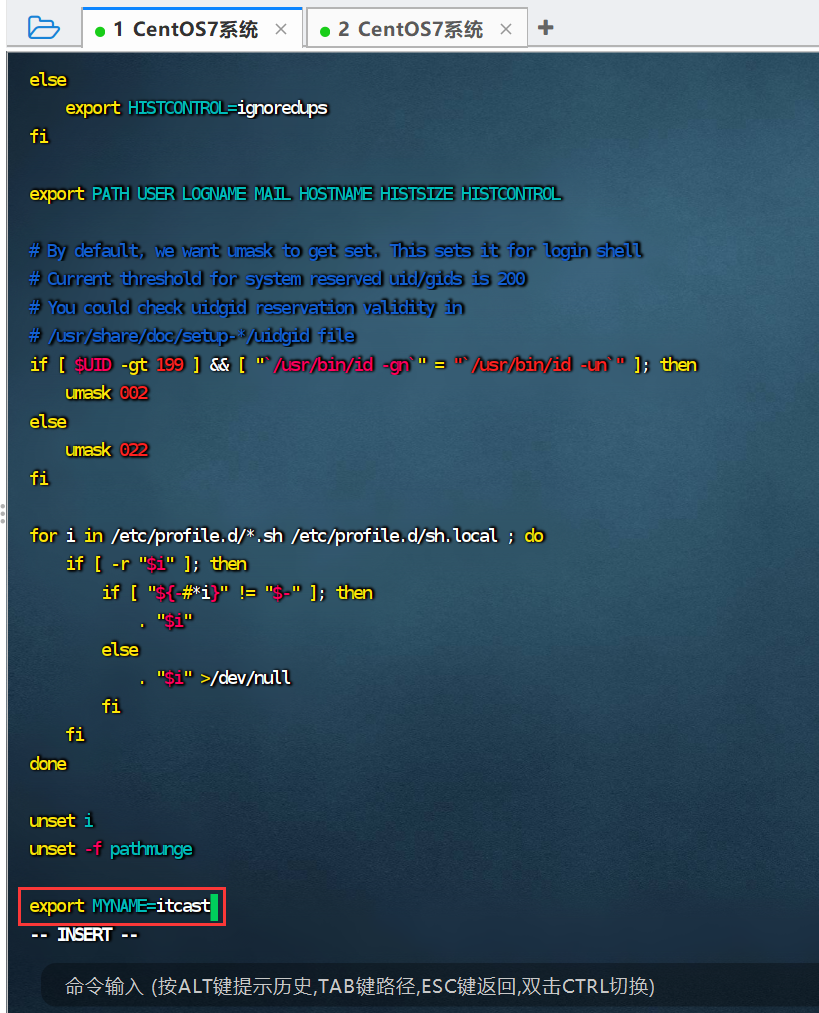 1 CentOS7系统 × 2 CentOS7系统 × +
else
    export HISTCONTROL=ignoredups
fi
export PATH USER LOGNAME MAIL HOSTNAME HISTSIZE HISTCONTROL
# By default, we want umask to get set. This sets it for login shell
# Current threshold for system reserved uid/gids is 200
# You could check uidgid reservation validity in
# /usr/share/doc/setup-*/uidgid file
if [ $UID -gt 199 ] && [ "`/usr/bin/id -gn`" = "`/usr/bin/id -un`" ]; then
    umask 002
else
    umask 022
fi
for i in /etc/profile.d/*.sh /etc/profile.d/sh.local ; do
    if [ -r "$i" ]; then
        if [ "${-#*i}" != "$-" ]; then
            . "$i"
        else
            . "$i" >/dev/null
        fi
    fi
done
unset i
unset -f pathmunge
export MYNAME=itcast
-- INSERT --
命令输入 (按ALT键提示历史,TAB键路径,ESC键返回,双击CTRL切换)